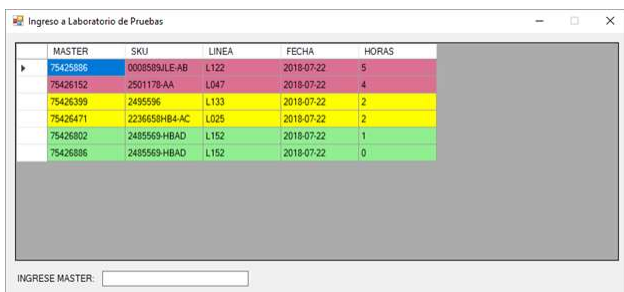 Ingreso a Laboratorio de Pruebas
MASTER SKU LINEA FECHA HORAS
75425886 0008589JLE-AB L122 2018-07-22 5
75426152 2501178-AA L047 2018-07-22 4
75426399 2495596 L133 2018-07-22 2
75426471 2236658HB4-AC L025 2018-07-22 2
75426802 2485569-HBAD L152 2018-07-22 1
75426886 2485569-HBAD L152 2018-07-22 0
INGRESE MASTER: